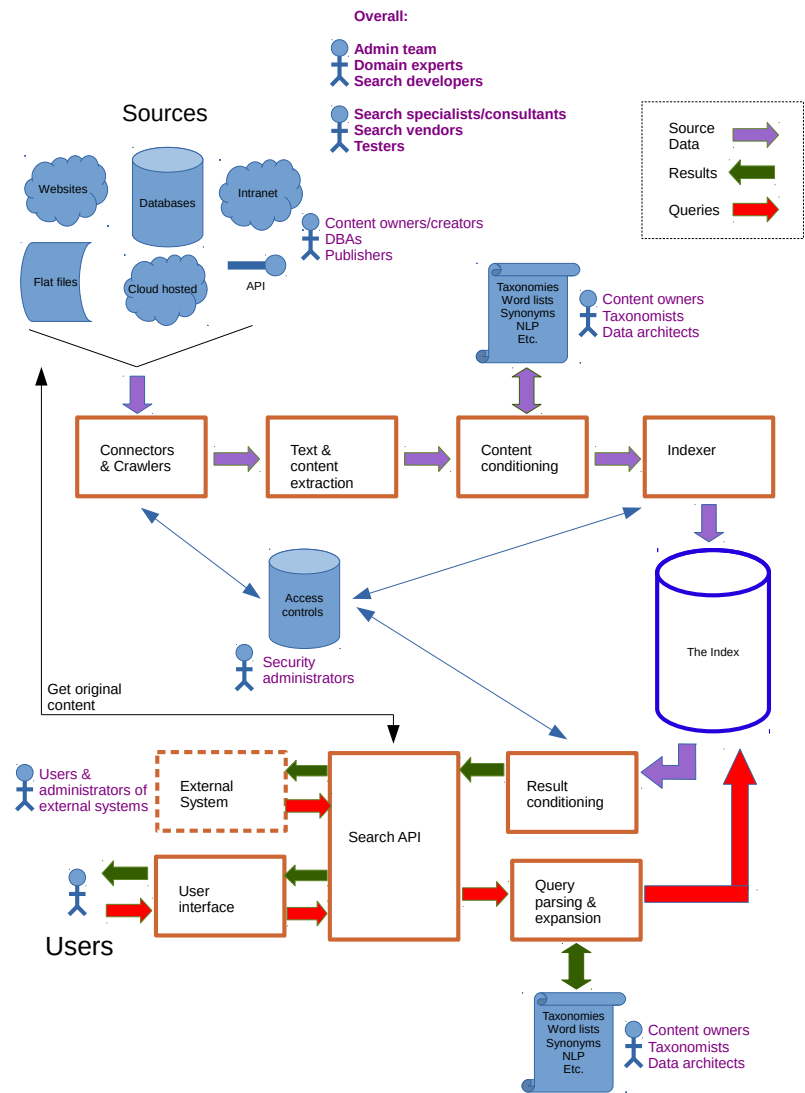 Overall:
Admin team
Domain experts
Search developers
Search specialists/consultants
Search vendors
Testers
Sources
Source
Data
Results
Queries
Websites
Databases
Intranet
Content owners/creators
DBAs
Publishers
Flat files
Cloud hosted
API
Taxonomies
Word lists
Synonyms
NLP
Etc.
Content owners
Taxonomists
Data architects
Connectors
& Crawlers
Text &
content
extraction
Content
conditioning
Indexer
Access
controls
Security
administrators
The Index
Get original
content
Users &
administrators of
external systems
External
System
Search API
Result
conditioning
User
interface
Query
parsing &
expansion
Users
Taxonomies
Word lists
Synonyms
NLP
Etc.
Content owners
Taxonomists
Data architects